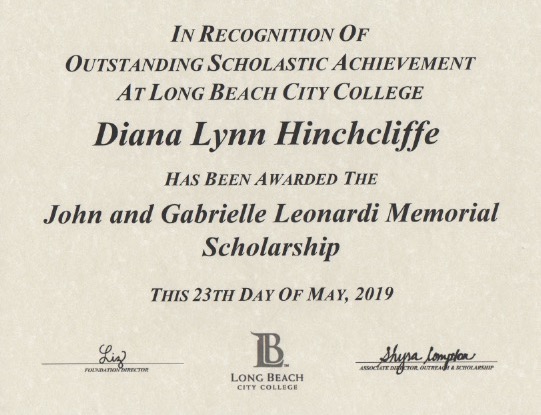 IN RECOGNITION OF
OUTSTANDING SCHOLASTIC ACHIEVEMENT
AT LONG BEACH CITY COLLEGE
Diana Lynn Hinchcliffe
HAS BEEN AWARDED THE
John and Gabrielle Leonardi Memorial
Scholarship
THIS 23TH DAY OF MAY, 2019
Liz
FOUNDATION DIRECTOR
LB
LONG BEACH
CITY COLLEGE
Shyra Compton
ASSOCIATE DIRECTOR, OUTREACH & SCHOLARSHIP